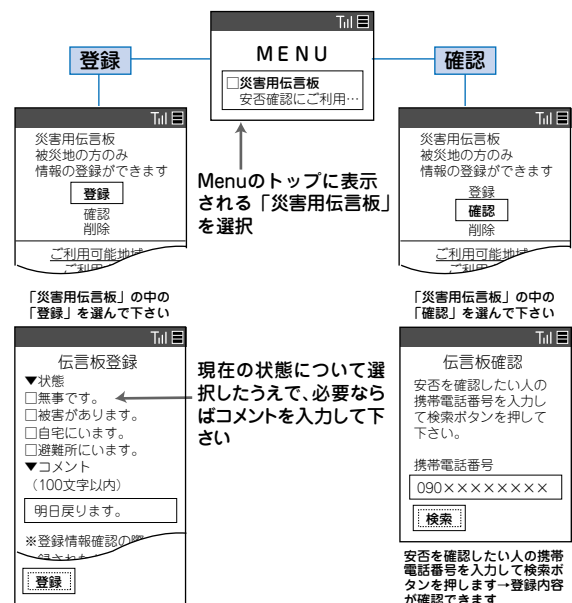 MENU
□災害用伝言板
安否確認にご利用…
登録
確認
Menuのトップに表示
される「災害用伝言板」
を選択
災害用伝言板
被災地の方のみ
情報の登録ができます
登録
確認
削除
ご利用可能地域
ご利用
「災害用伝言板」の中の
「登録」を選んで下さい
災害用伝言板
被災地の方のみ
情報の登録ができます
登録
確認
削除
ご利用可能地
ご利用
「災害用伝言板」の中の
「確認」を選んで下さい
伝言板登録
▼状態
□無事です。
□被害があります。
□自宅にいます。
□避難所にいます。
▼コメント
(100文字以内)
明日戻ります。
※登録情報確認の際
登録
現在の状態について選
択したうえで、必要なら
ばコメントを入力して下
さい
伝言板確認
安否を確認したい人の
携帯電話番号を入力し
て検索ボタンを押して
下さい。
携帯電話番号
090××××××××
検索
安否を確認したい人の携帯
電話番号を入力して検索ボ
タンを押します→登録内容
が確認できます